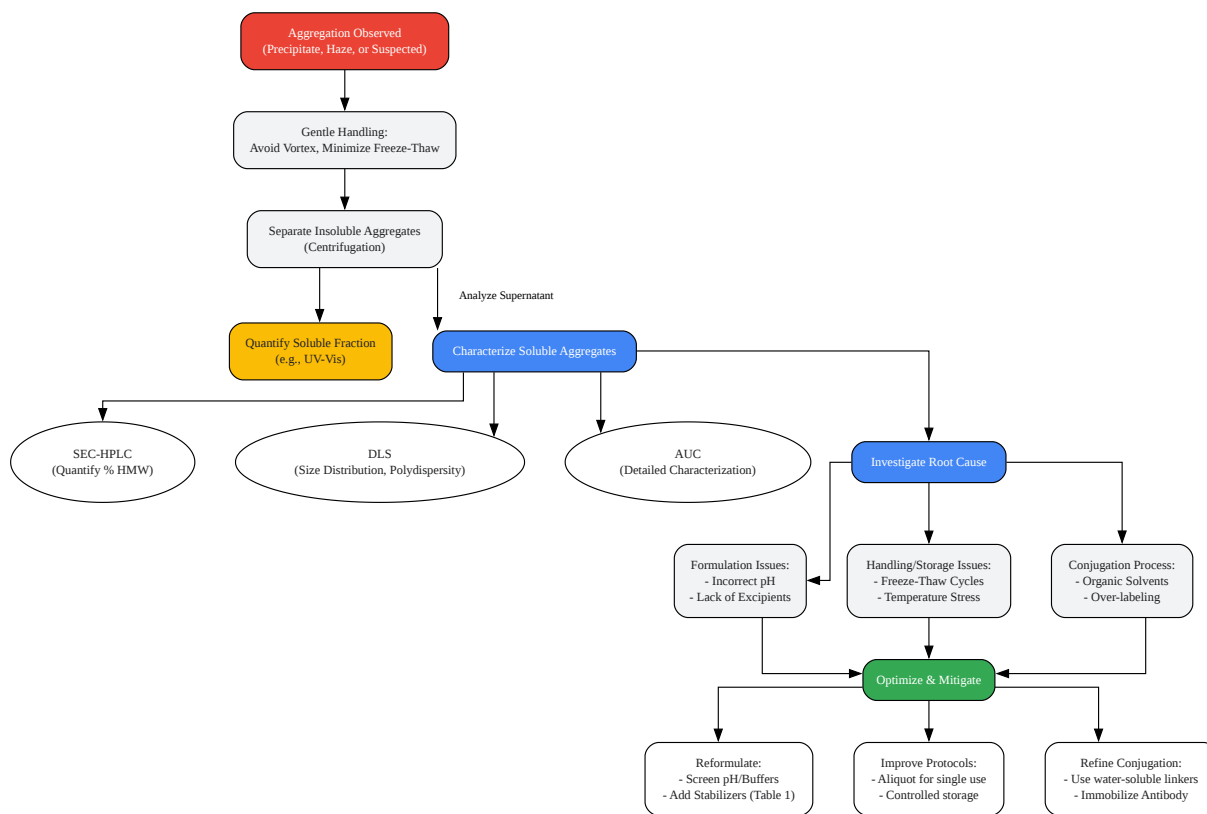 Aggregation Observed
(Precipitate, Haze, or Suspected)
Gentle Handling:
Avoid Vortex, Minimize Freeze-Thaw
Separate Insoluble Aggregates
(Centrifugation)
Analyze Supernatant
Quantify Soluble Fraction
(e.g., UV-Vis)
Characterize Soluble Aggregates
SEC-HPLC
(Quantify % HMW)
DLS
(Size Distribution, Polydispersity)
AUC
(Detailed Characterization)
Investigate Root Cause
Formulation Issues:
- Incorrect pH
- Lack of Excipients
Handling/Storage Issues:
- Freeze-Thaw Cycles
- Temperature Stress
Conjugation Process:
- Organic Solvents
- Over-labeling
Optimize & Mitigate
Reformulate:
- Screen pH/Buffers
- Add Stabilizers (Table 1)
Improve Protocols:
- Aliquot for single use
- Controlled storage
Refine Conjugation:
- Use water-soluble linkers
- Immobilize Antibody